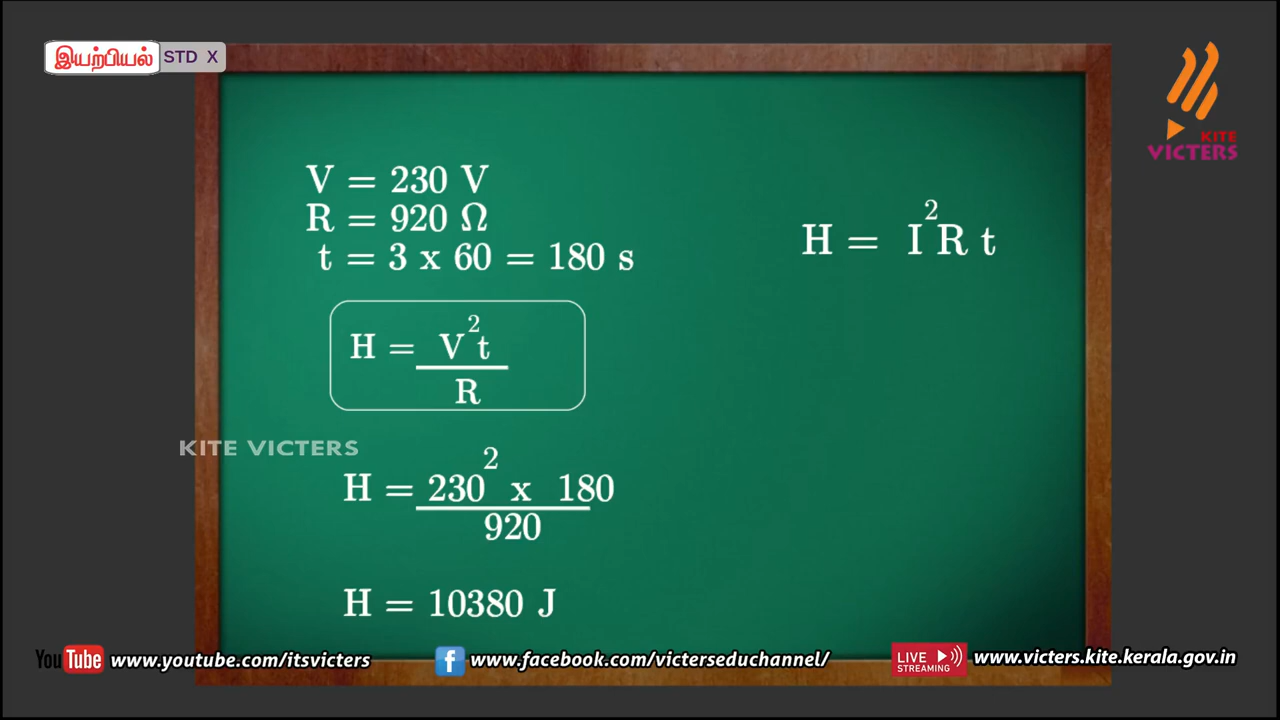 இயற்பியல் STD X
KITE
VICTERS
V = 230 V
R = 920 Ω
t = 3 x 60 = 180 s
H = I²R t
H = V²t
R
KITE VICTERS
H = 230² x 180
920
H = 10380 J
YouTube www.youtube.com/itsvicters
f www.facebook.com/victerseduchannel/
LIVE STREAMING www.victers.kite.kerala.gov.in